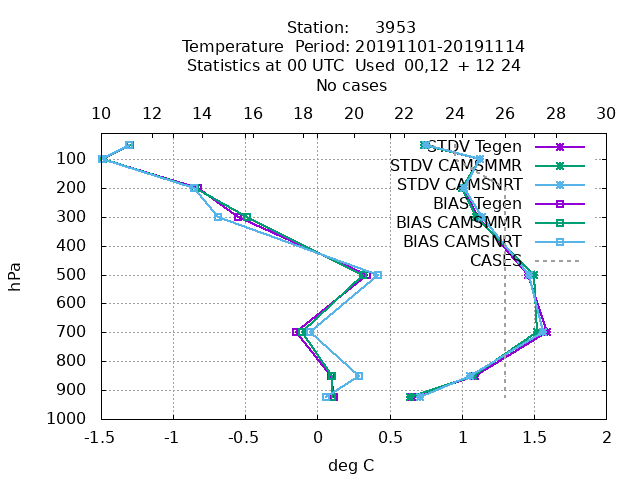 Station: 3953
Temperature Period: 20191101-20191114
Statistics at 00 UTC Used 00,12 + 12 24
No cases
10 12 14 16 18 20 22 24 26 28 30
STDV Tegen
STDV CAMSMMR
STDV CAMSNRT
BIAS Tegen
BIAS CAMSMMR
BIAS CAMSNRT
CASES
100
200
300
400
500
600
700
800
900
1000
hPa
-1.5 -1 -0.5 0 0.5 1 1.5 2
deg C